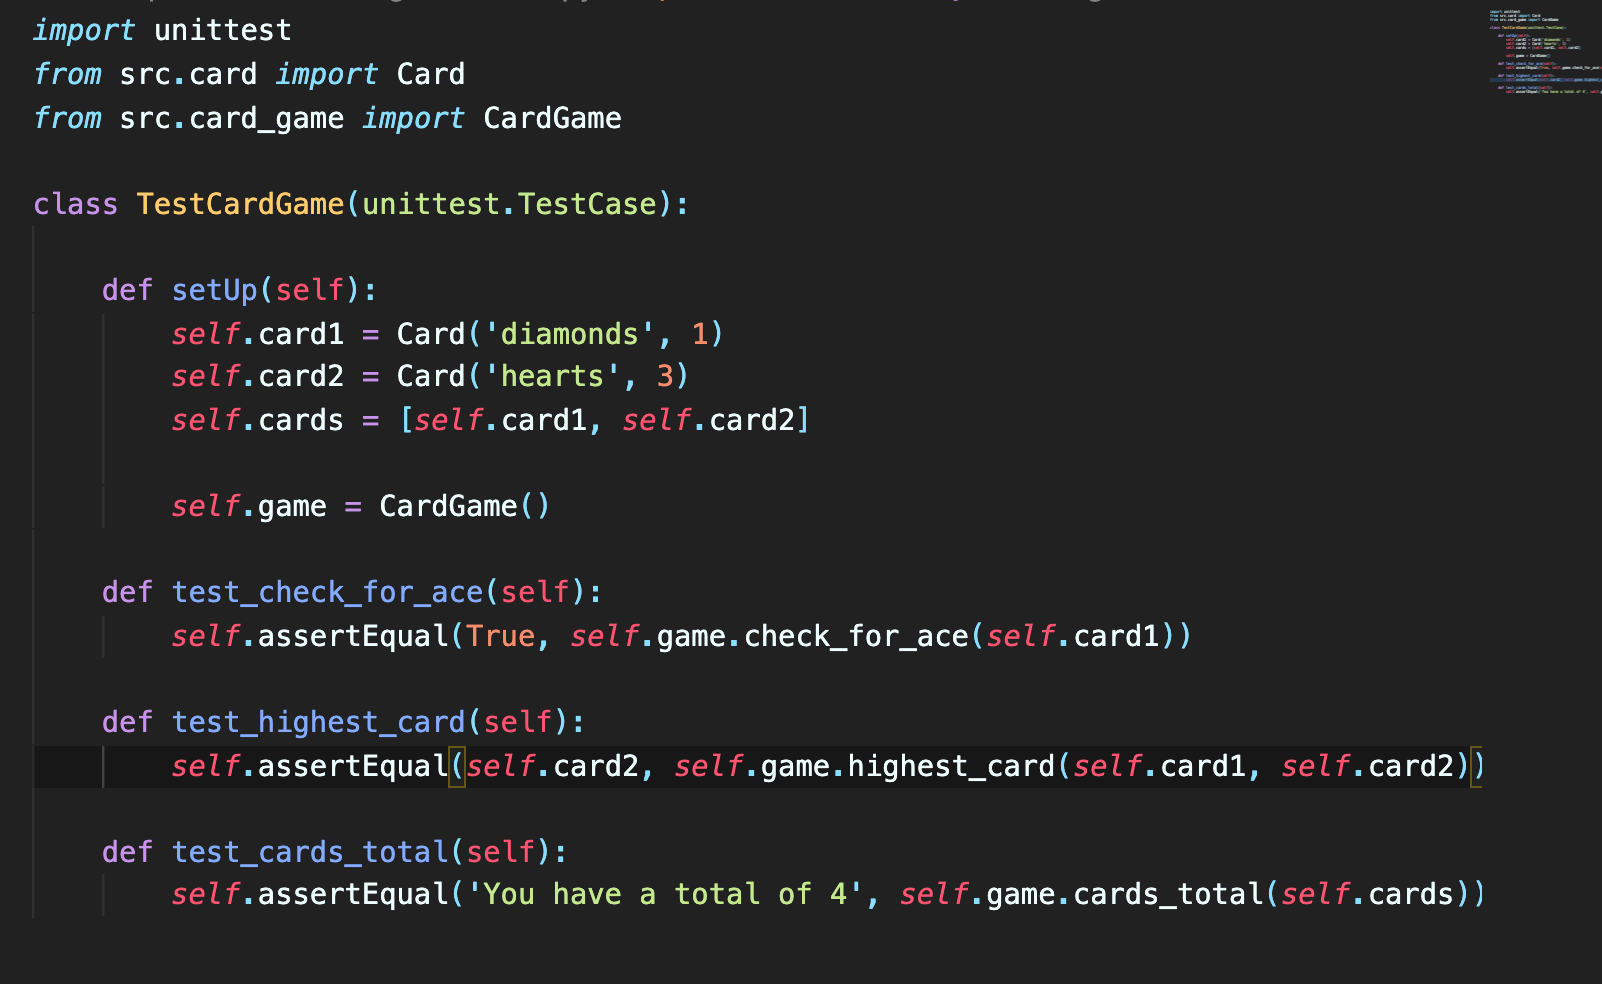 import unittest
from src.card import Card
from src.card_game import CardGame
class TestCardGame(unittest.TestCase):
def setUp(self):
self.card1 = Card('diamonds', 1)
self.card2 = Card('hearts', 3)
self.cards = [self.card1, self.card2]
self.game = CardGame()
def test_check_for_ace(self):
self.assertEqual(True, self.game.check_for_ace(self.card1))
def test_highest_card(self):
self.assertEqual(self.card2, self.game.highest_card(self.card1, self.card2))
def test_cards_total(self):
self.assertEqual('You have a total of 4', self.game.cards_total(self.cards))